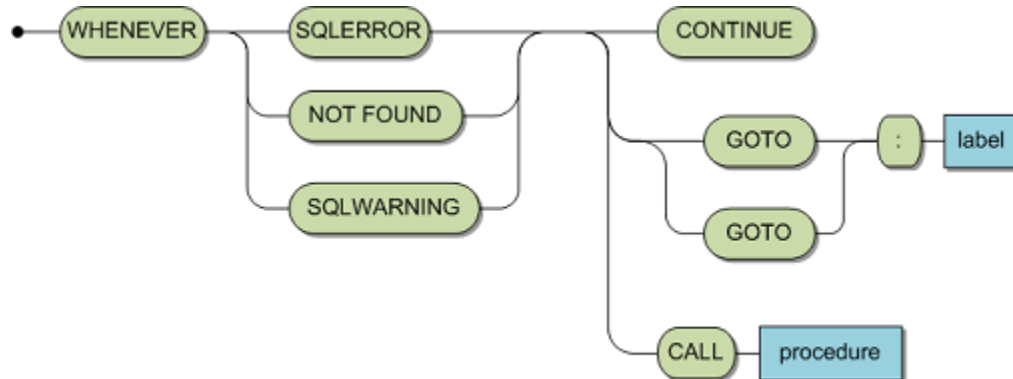 WHENEVER
SQLERROR
CONTINUE
NOT FOUND
GOTO
:
label
SQLWARNING
GOTO
CALL
procedure